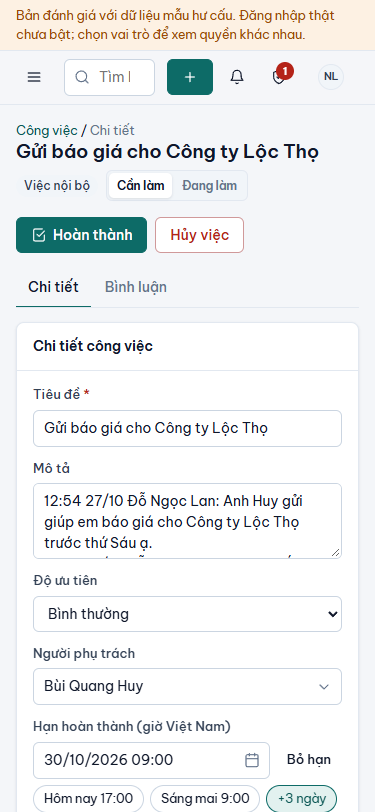 Bản đánh giá với dữ liệu mẫu hư cấu. Đăng nhập thật
chưa bật; chọn vai trò để xem quyền khác nhau.
Tìm
1
NL
Công việc / Chi tiết
Gửi báo giá cho Công ty Lộc Thọ
Việc nội bộ
Cần làm
Đang làm
Hoàn thành
Hủy việc
Chi tiết
Bình luận
Chi tiết công việc
Tiêu đề *
Gửi báo giá cho Công ty Lộc Thọ
Mô tả
12:54 27/10 Đỗ Ngọc Lan: Anh Huy gửi
giúp em báo giá cho Công ty Lộc Thọ
trước thứ Sáu ạ.
Độ ưu tiên
Bình thường
Người phụ trách
Bùi Quang Huy
Hạn hoàn thành (giờ Việt Nam)
30/10/2026 09:00
Bỏ hạn
Hôm nay 17:00
Sáng mai 9:00
+3 ngày